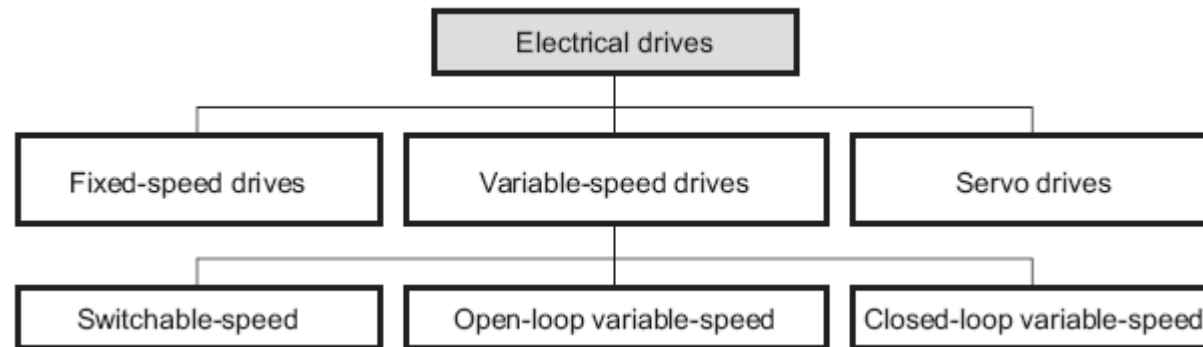 Electrical drives
Fixed-speed drives
Variable-speed drives
Servo drives
Switchable-speed
Open-loop variable-speed
Closed-loop variable-speed